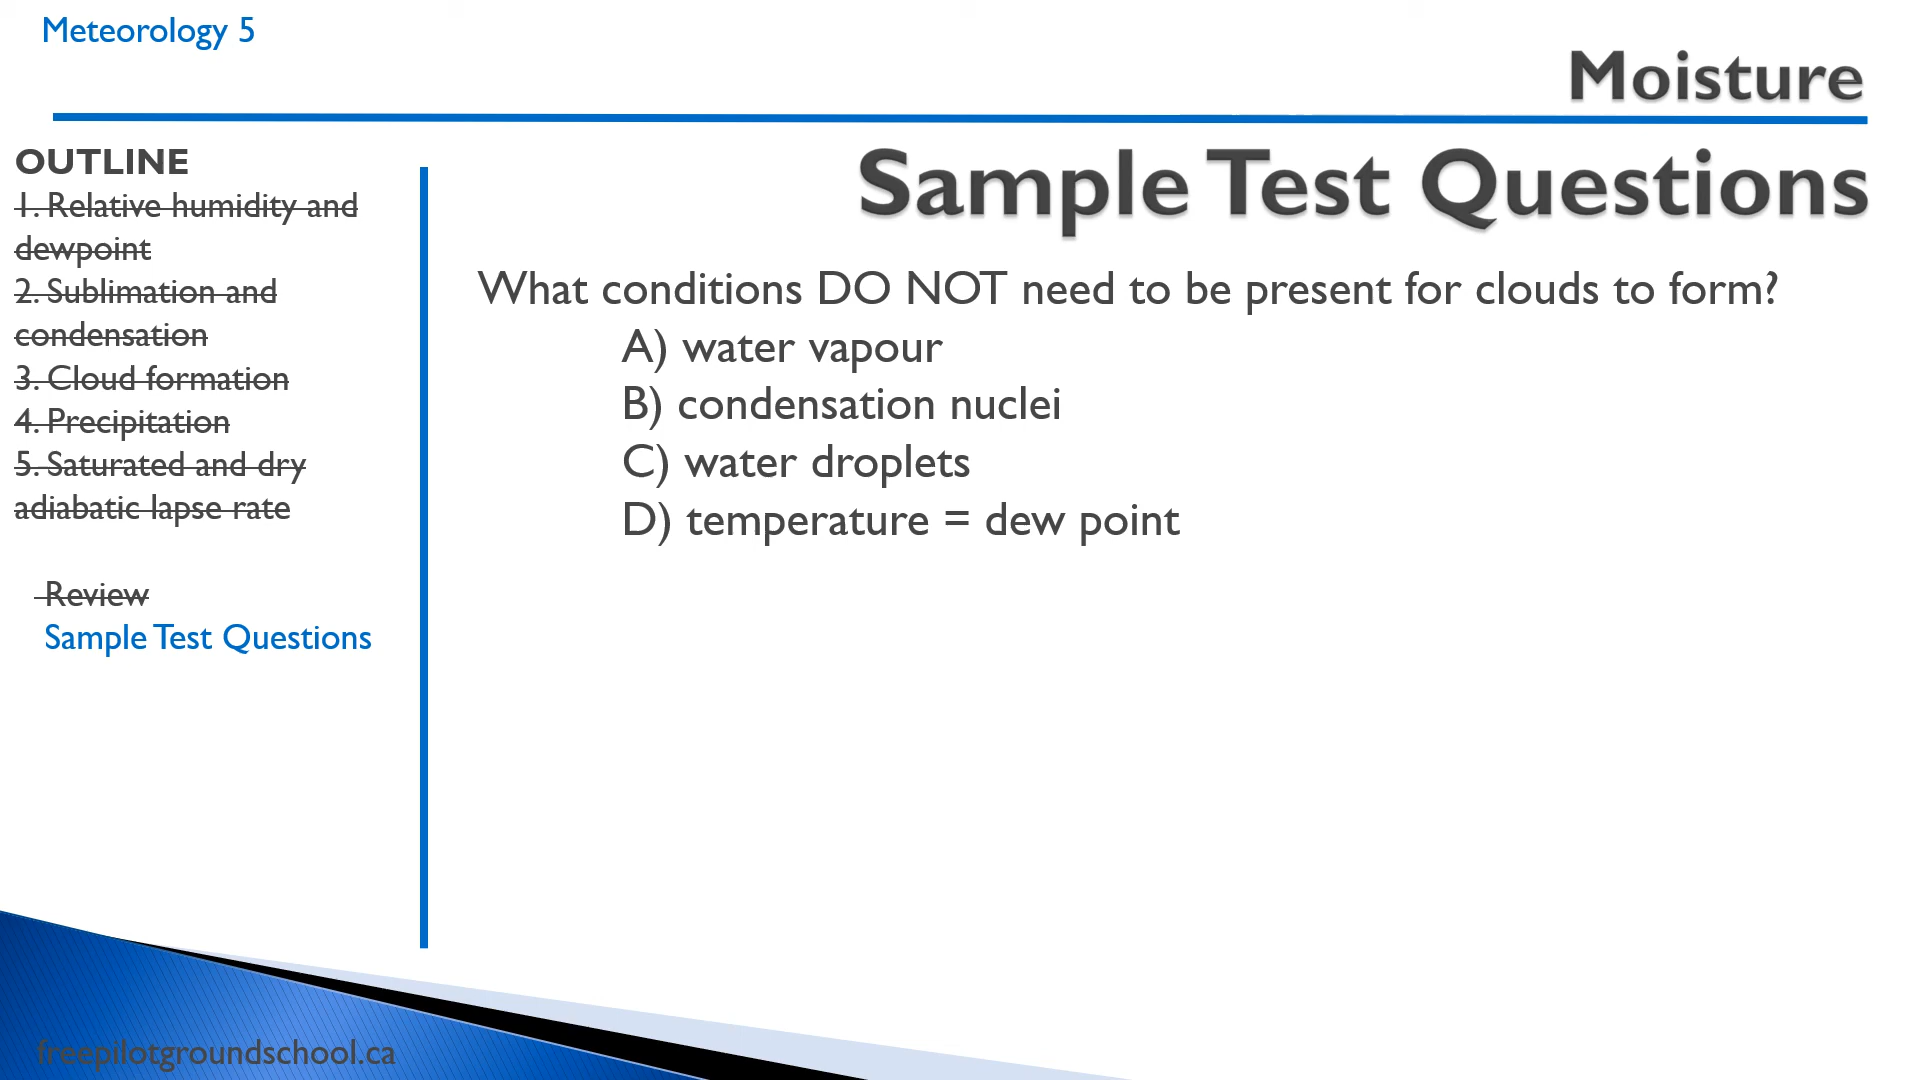 Meteorology 5
Moisture
OUTLINE
1. Relative humidity and
dewpoint
2. Sublimation and
condensation
3. Cloud formation
4. Precipitation
5. Saturated and dry
adiabatic lapse rate
Review
Sample Test Questions
Sample Test Questions
What conditions DO NOT need to be present for clouds to form?
A) water vapour
B) condensation nuclei
C) water droplets
D) temperature = dew point
freepilotgroundschool.ca